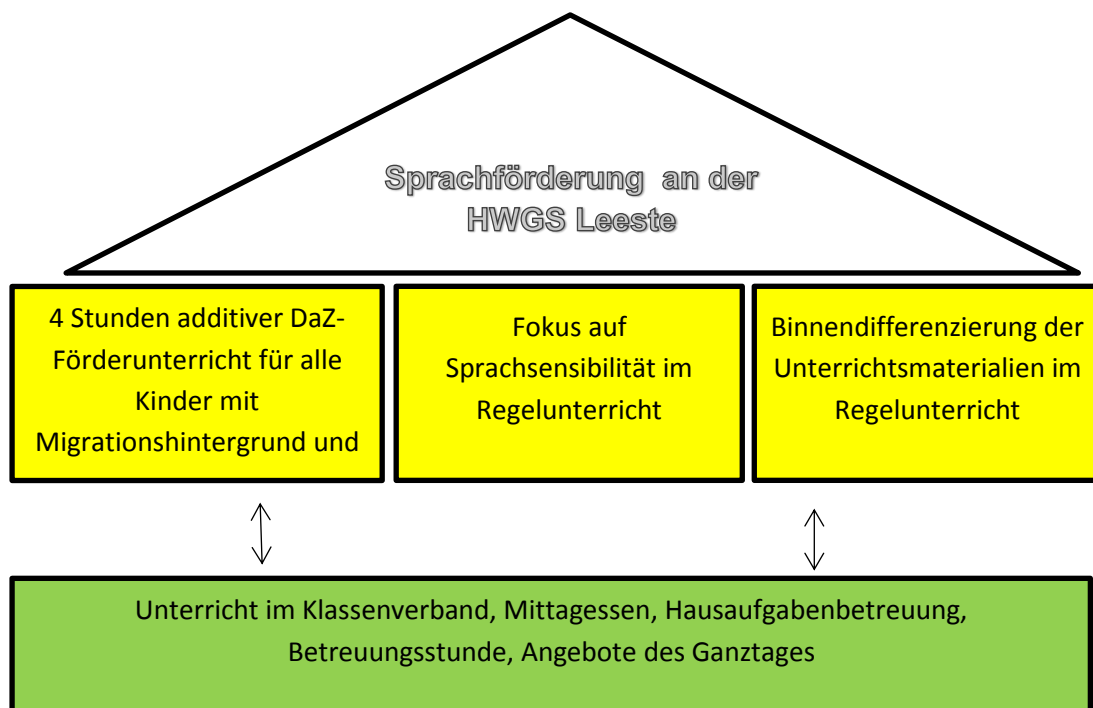 Sprachförderung an der
HWGS Leeste
4 Stunden additiver DaZ-
Förderunterricht für alle
Kinder mit
Migrationshintergrund und
Fokus auf
Sprachsensibilität im
Regelunterricht
Binnendifferenzierung der
Unterrichtsmaterialien im
Regelunterricht
Unterricht im Klassenverband, Mittagessen, Hausaufgabenbetreuung,
Betreuungsstunde, Angebote des Ganztages